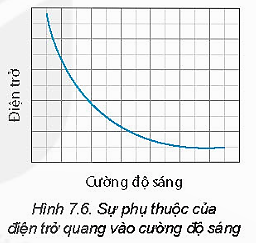 Điện trở
Cường độ sáng
Hình 7.6. Sự phụ thuộc của
điện trở quang vào cường độ sáng